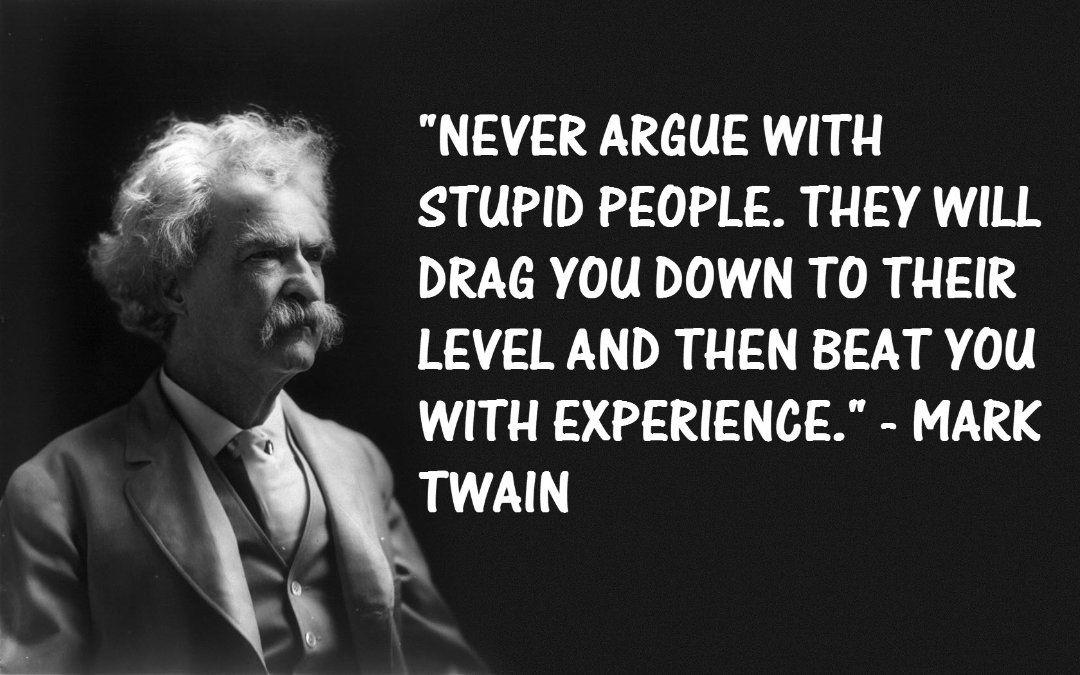 "NEVER ARGUE WITH
STUPID PEOPLE. THEY WILL
DRAG YOU DOWN TO THEIR
LEVEL AND THEN BEAT YOU
WITH EXPERIENCE." - MARK
TWAIN